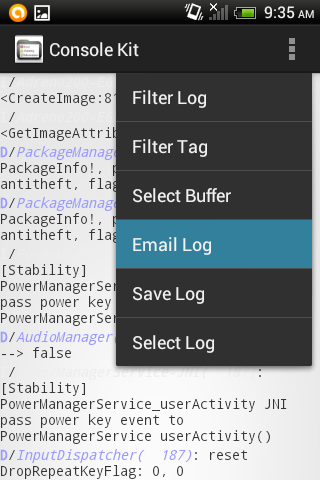 9:35 AM
Console Kit
/
<CreateImage:81
/
<GetImageAttrib
D/PackageManage
PackageInfo!, p
antitheft, flag
D/PackageManage
PackageInfo!, p
antitheft, flag
/
[Stability]
PowerManagerSer
pass power key
PowerManagerSer
D/AudioManager(
--> false
/ :
[Stability]
PowerManagerService_userActivity JNI
pass power key event to
PowerManagerService userActivity()
D/InputDispatcher( 187): reset
DropRepeatKeyFlag: 0, 0
Filter Log
Filter Tag
Select Buffer
Email Log
Save Log
Select Log